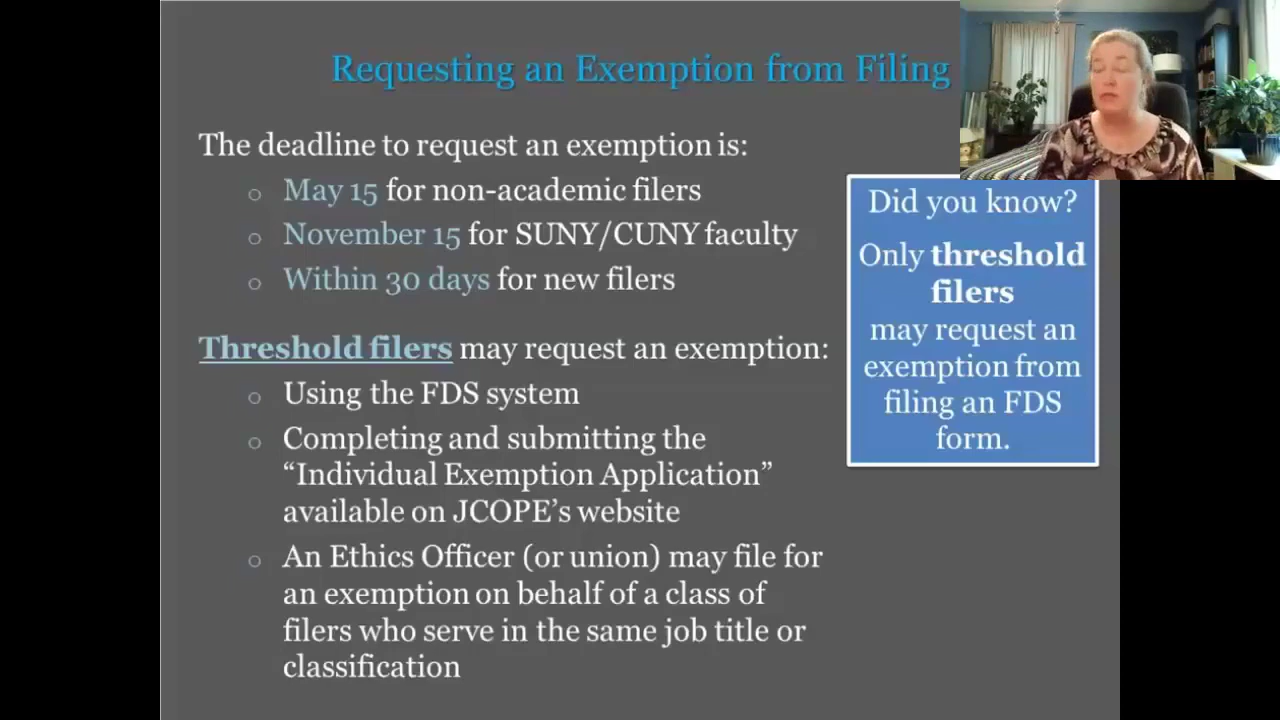 Requesting an Exemption from Filing
The deadline to request an exemption is:
May 15 for non-academic filers
November 15 for SUNY/CUNY faculty
Within 30 days for new filers
Threshold filers may request an exemption:
Using the FDS system
Completing and submitting the
“Individual Exemption Application”
available on JCOPE’s website
An Ethics Officer (or union) may file for
an exemption on behalf of a class of
filers who serve in the same job title or
classification
Did you know?
Only threshold
filers
may request an
exemption from
filing an FDS
form.